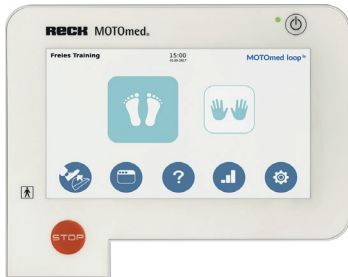 RECK MOTOmed®
Freies Training
15:00
MOTOmed loop
?
STOP